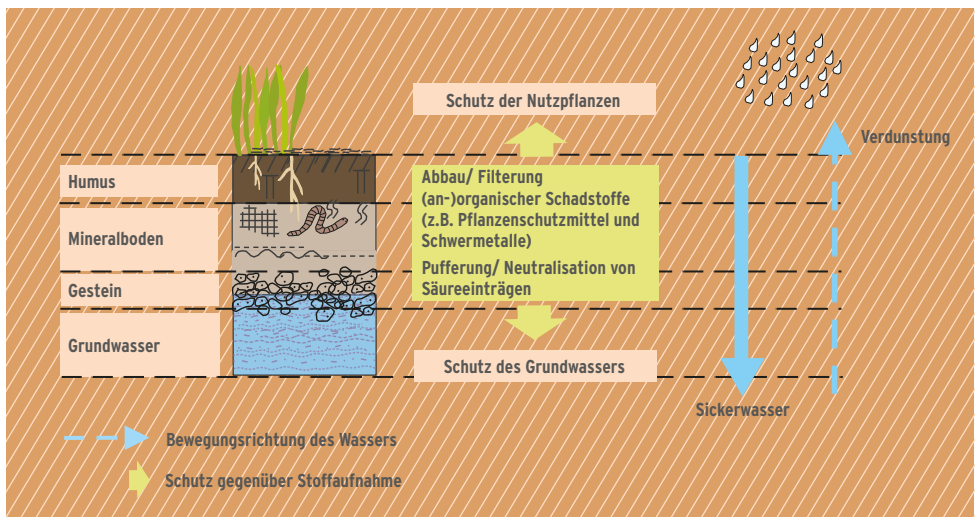 Schutz der Nutzpflanzen
Verdunstung
Humus
Mineralboden
Gestein
Grundwasser
Abbau/ Filterung
(an-)organischer Schadstoffe
(z.B. Pflanzenschutzmittel und
Schwermetalle)
Pufferung/ Neutralisation von
Säureeinträgen
Schutz des Grundwassers
Sickerwasser
Bewegungsrichtung des Wassers
Schutz gegenüber Stoffaufnahme